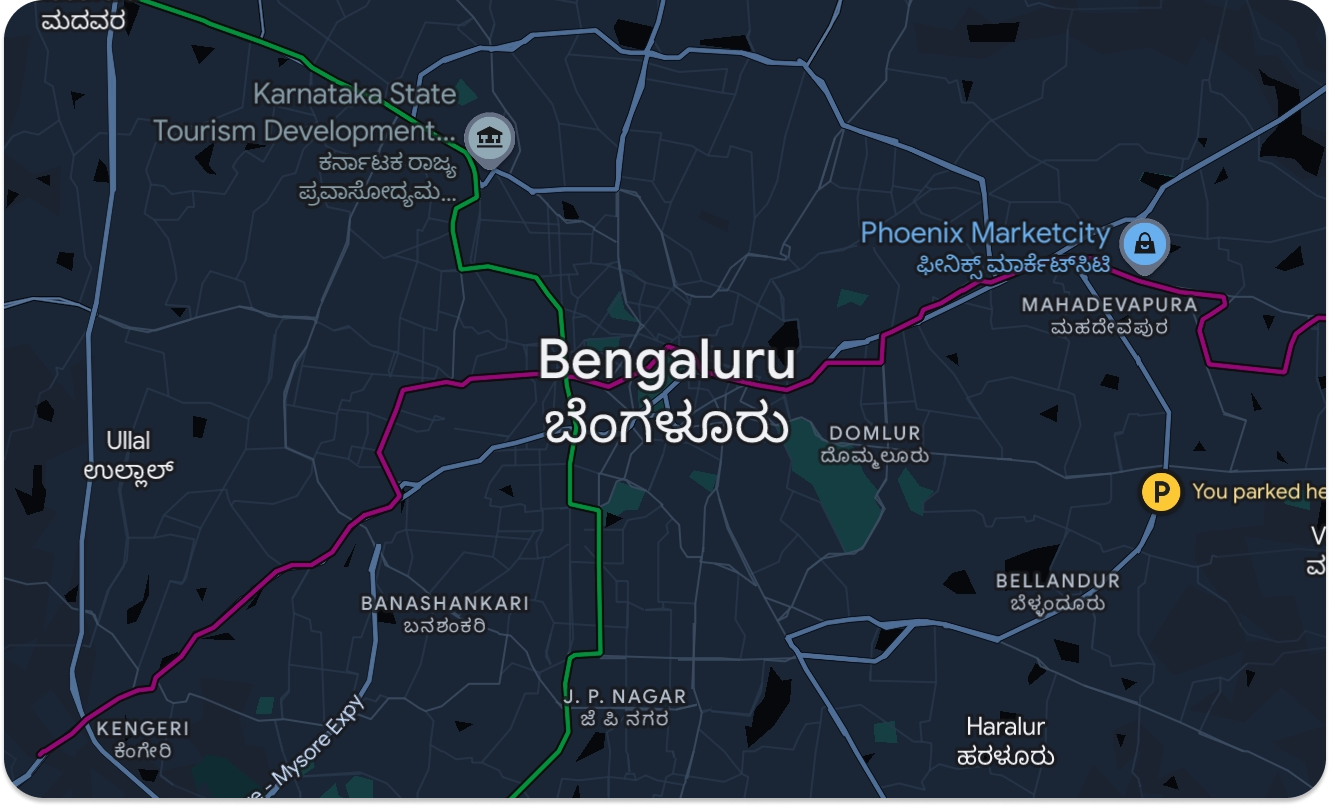 ಮದವರ
Karnataka State
Tourism Development...
ಕರ್ನಾಟಕ ರಾಜ್ಯ
ಪ್ರವಾಸೋದ್ಯಮ...
Phoenix Marketcity
ಫೀನಿಕ್ಸ್ ಮಾರ್ಕೆಟ್‌ಸಿಟಿ
MAHADEVAPURA
ಮಹದೇವಪುರ
Bengaluru
ಬೆಂಗಳೂರು
Ullal
ಉಲ್ಲಾಲ್
DOMLUR
ದೊಮ್ಮಲೂರು
P You parked he
V
ವ
BELLANDUR
ಬೆಳ್ಳಂದೂರು
BANASHANKARI
ಬನಶಂಕರಿ
J. P. NAGAR
ಜೆ ಪಿ ನಗರ
KENGERI
ಕೆಂಗೇರಿ
e - Mysore Expy
Haralur
ಹರಳೂರು